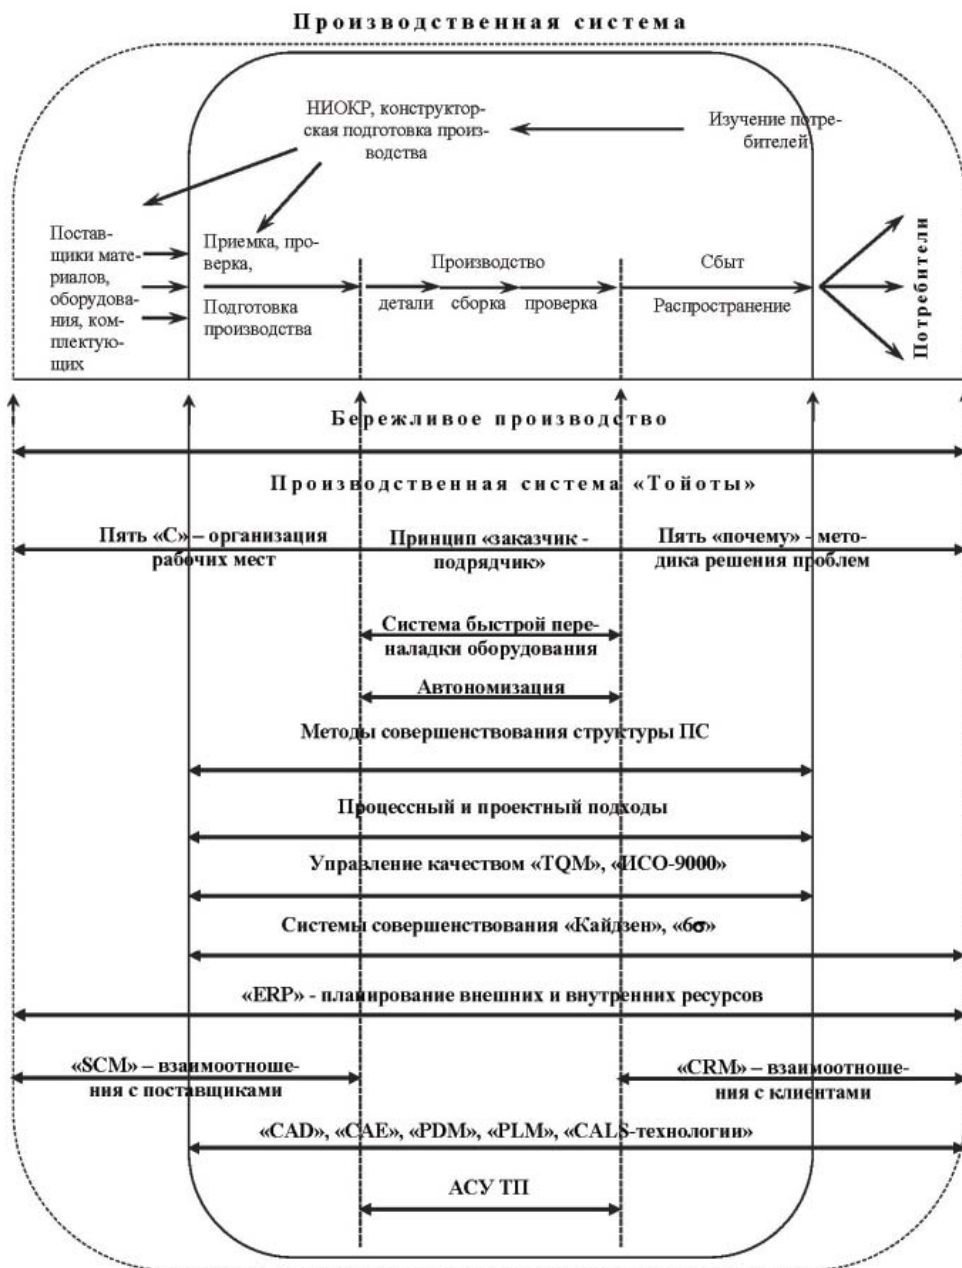 Производственная система
НИОКР, конструктор-
ская подготовка произ-
водства
Изучение потре-
бителей
Постав-
щики мате-
риалов,
оборудова-
ния, ком-
плектую-
щих
Приемка, про-
верка,
Подготовка
производства
Производство
детали сборка проверка
Сбыт
Распространение
Потребители
Бережливое производство
Производственная система «Тойоты»
Пять «С» – организация
рабочих мест
Принцип «заказчик -
подрядчик»
Пять «почему» - мето-
дика решения проблем
Система быстрой пере-
наладки оборудования
Автономизация
Методы совершенствования структуры ПС
Процессный и проектный подходы
Управление качеством «TQM», «ИСО-9000»
Системы совершенствования «Кайдзен», «6σ»
«ERP» - планирование внешних и внутренних ресурсов
«SCM» – взаимоотноше-
ния с поставщиками
«CRM» – взаимоотноше-
ния с клиентами
«CAD», «CAE», «PDM», «PLM», «CALS-технологии»
АСУ ТП